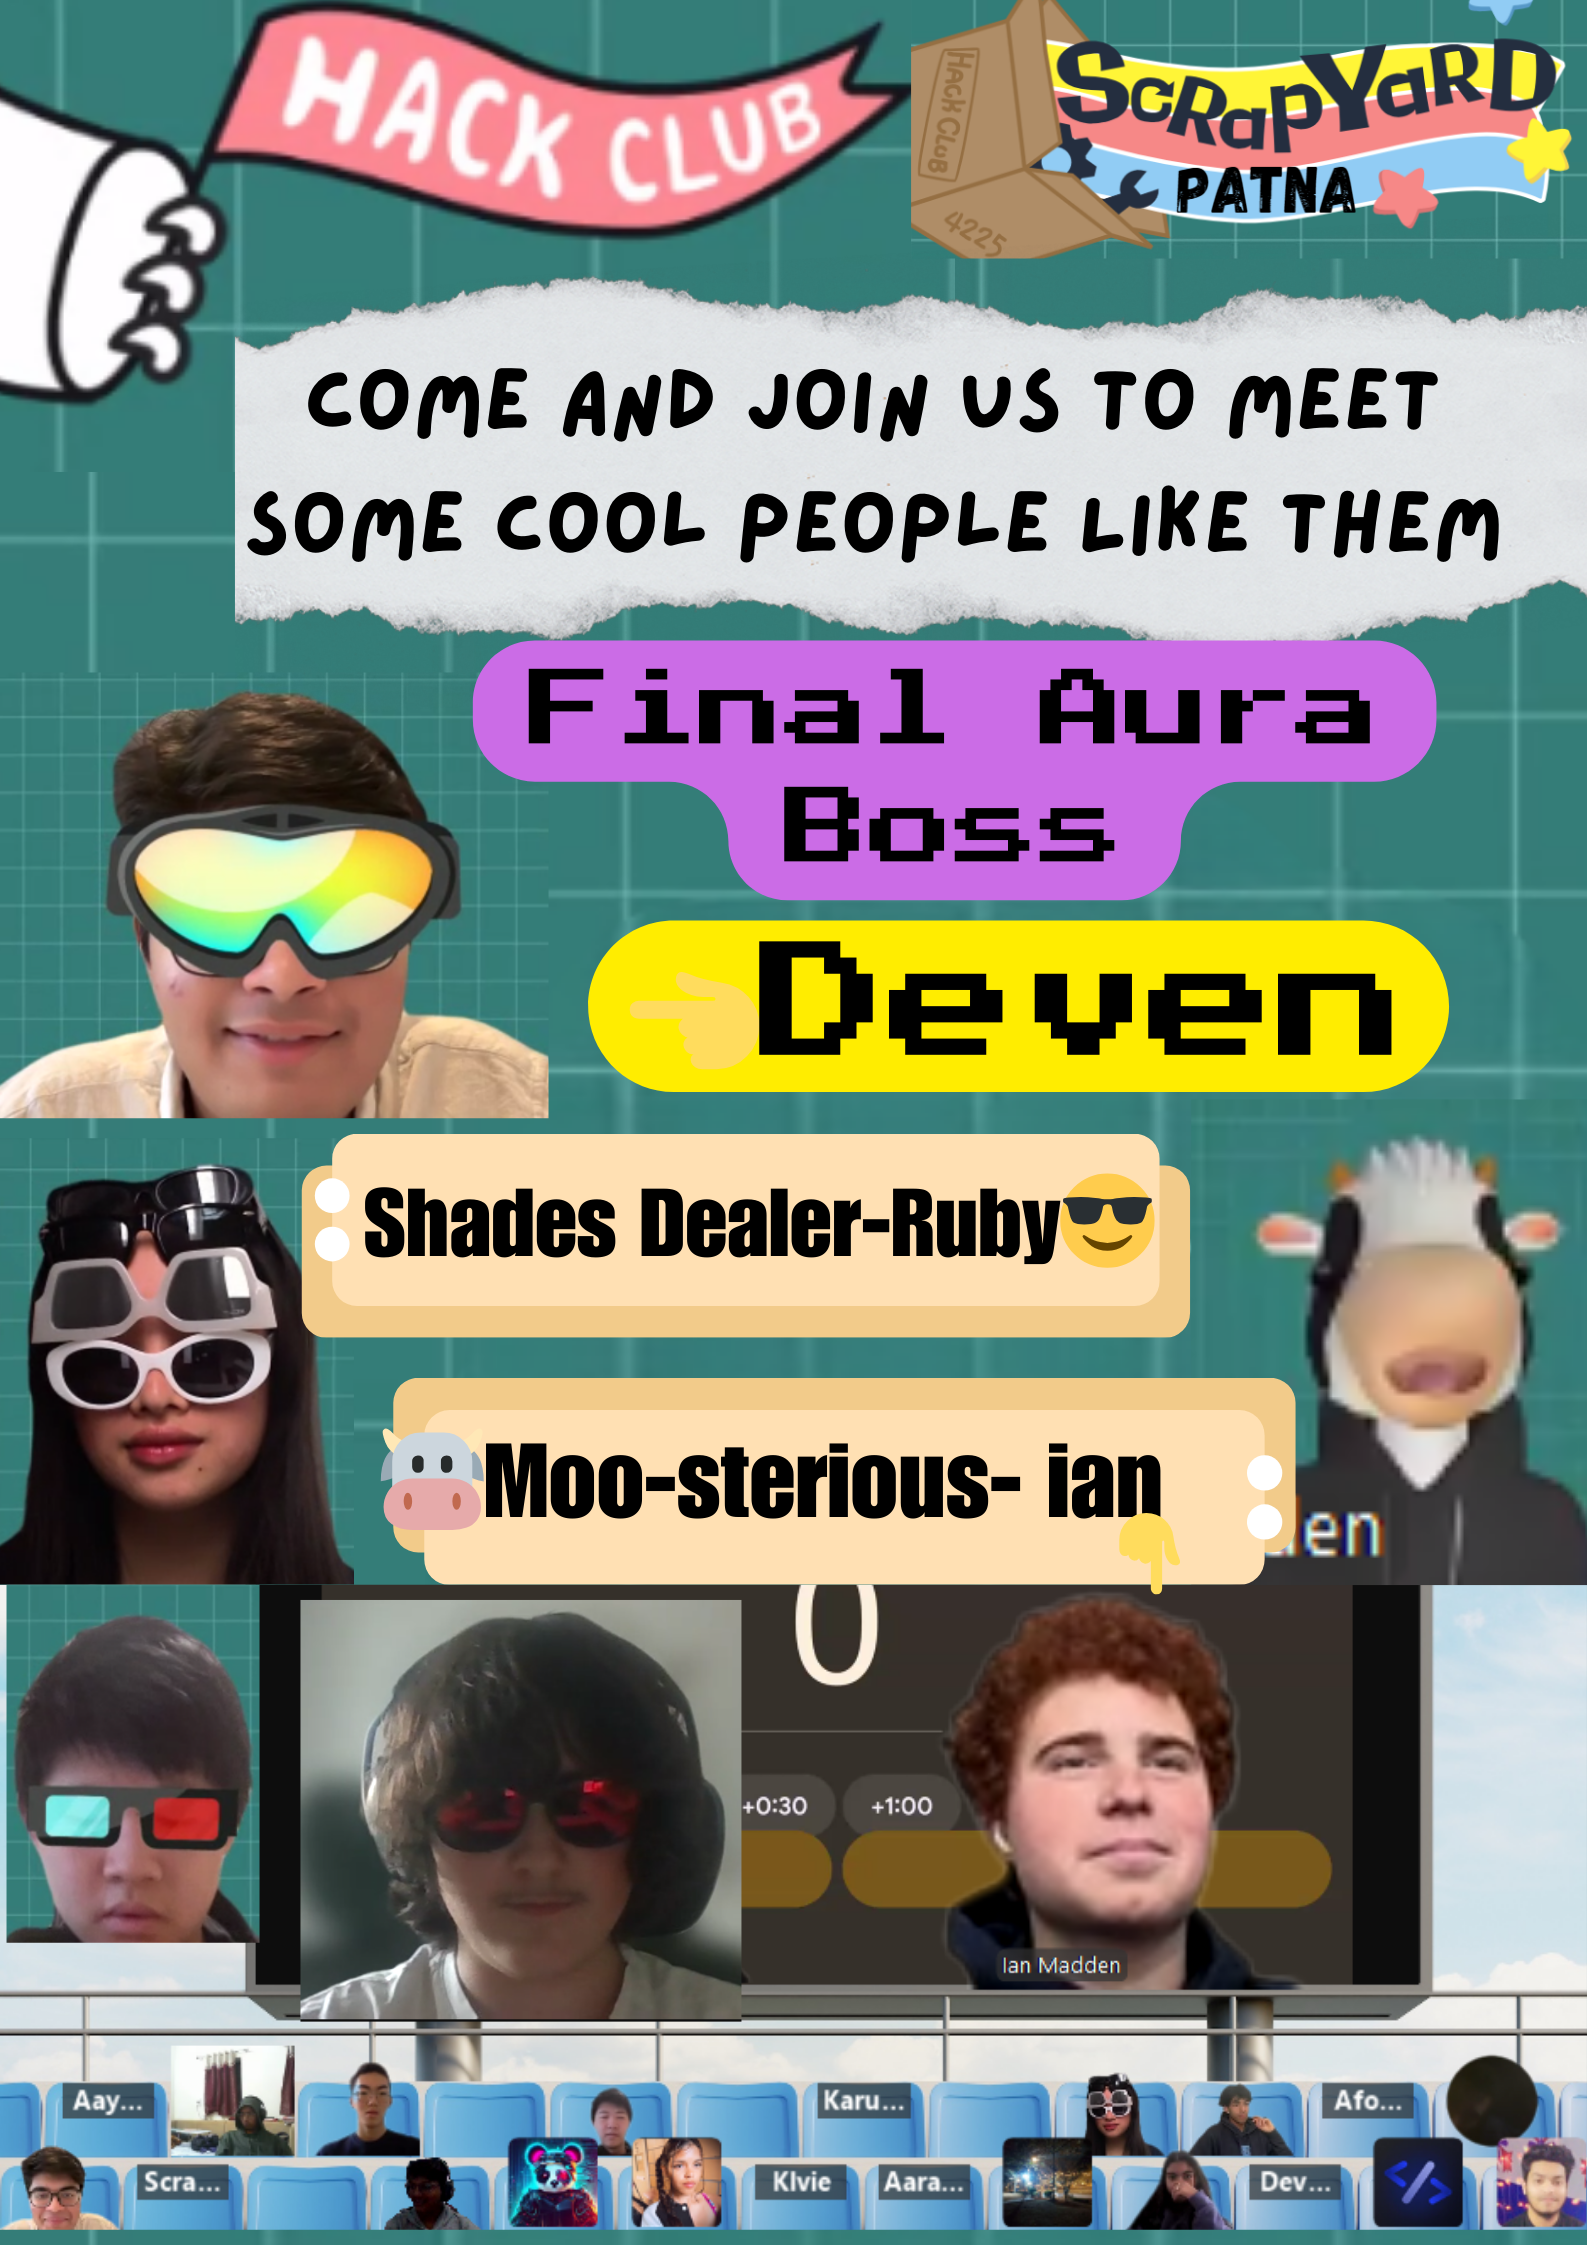 HACK CLUB
SCRAPYARD
PATNA
HACK CLUB
4225
COME AND JOIN US TO MEET
SOME COOL PEOPLE LIKE THEM
Final Aura
Boss
👈Deven
Shades Dealer-Ruby😎
🐮Moo-sterious- ian
👇
den
0
+0:30
+1:00
Ian Madden
Aay...
Karu...
Afo...
Scra...
Klvie
Aara...
Dev...